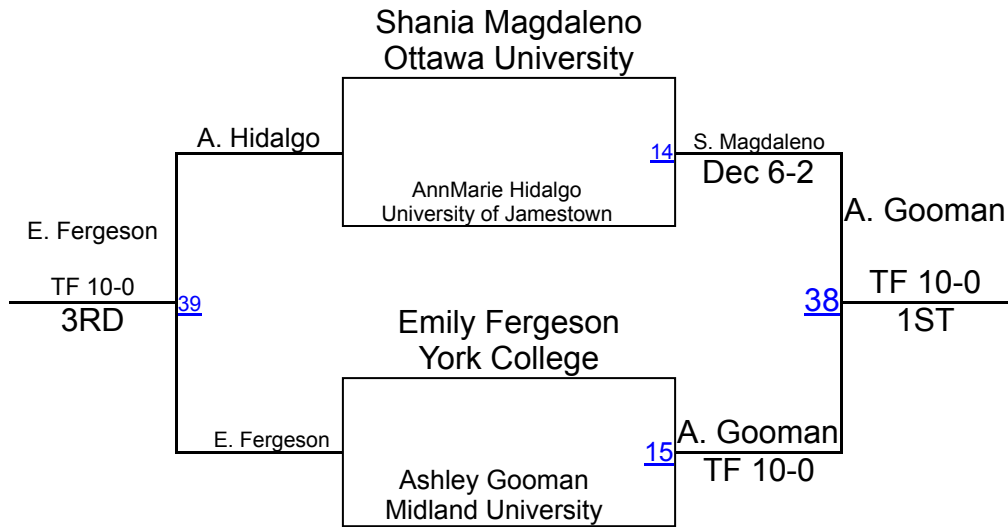 Shania Magdaleno
Ottawa University
A. Hidalgo
14
S. Magdaleno
Dec 6-2
AnnMarie Hidalgo
University of Jamestown
E. Fergeson
A. Gooman
TF 10-0
39
38
TF 10-0
3RD
1ST
Emily Fergeson
York College
E. Fergeson
15
A. Gooman
TF 10-0
Ashley Gooman
Midland University